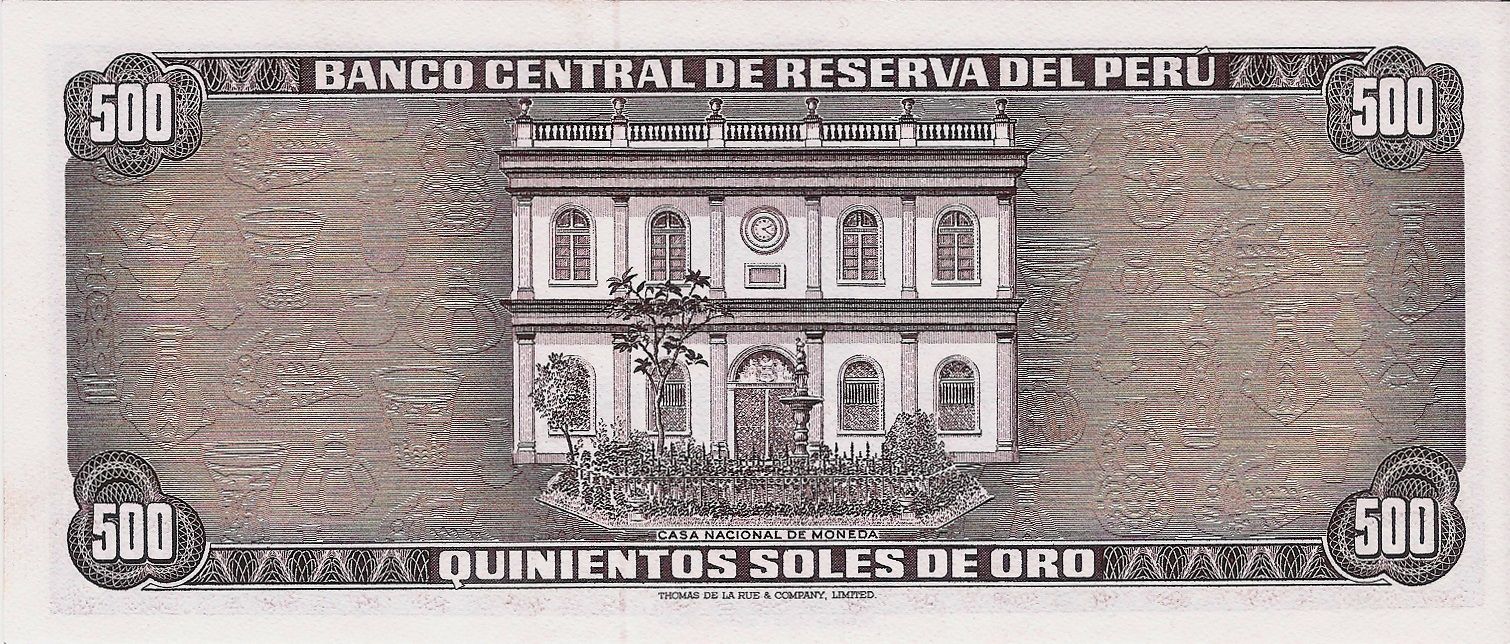 BANCO CENTRAL DE RESERVA DEL PERÚ
500
500
CASA NACIONAL DE MONEDA
500
500
QUINIENTOS SOLES DE ORO
THOMAS DE LA RUE & COMPANY, LIMITED.